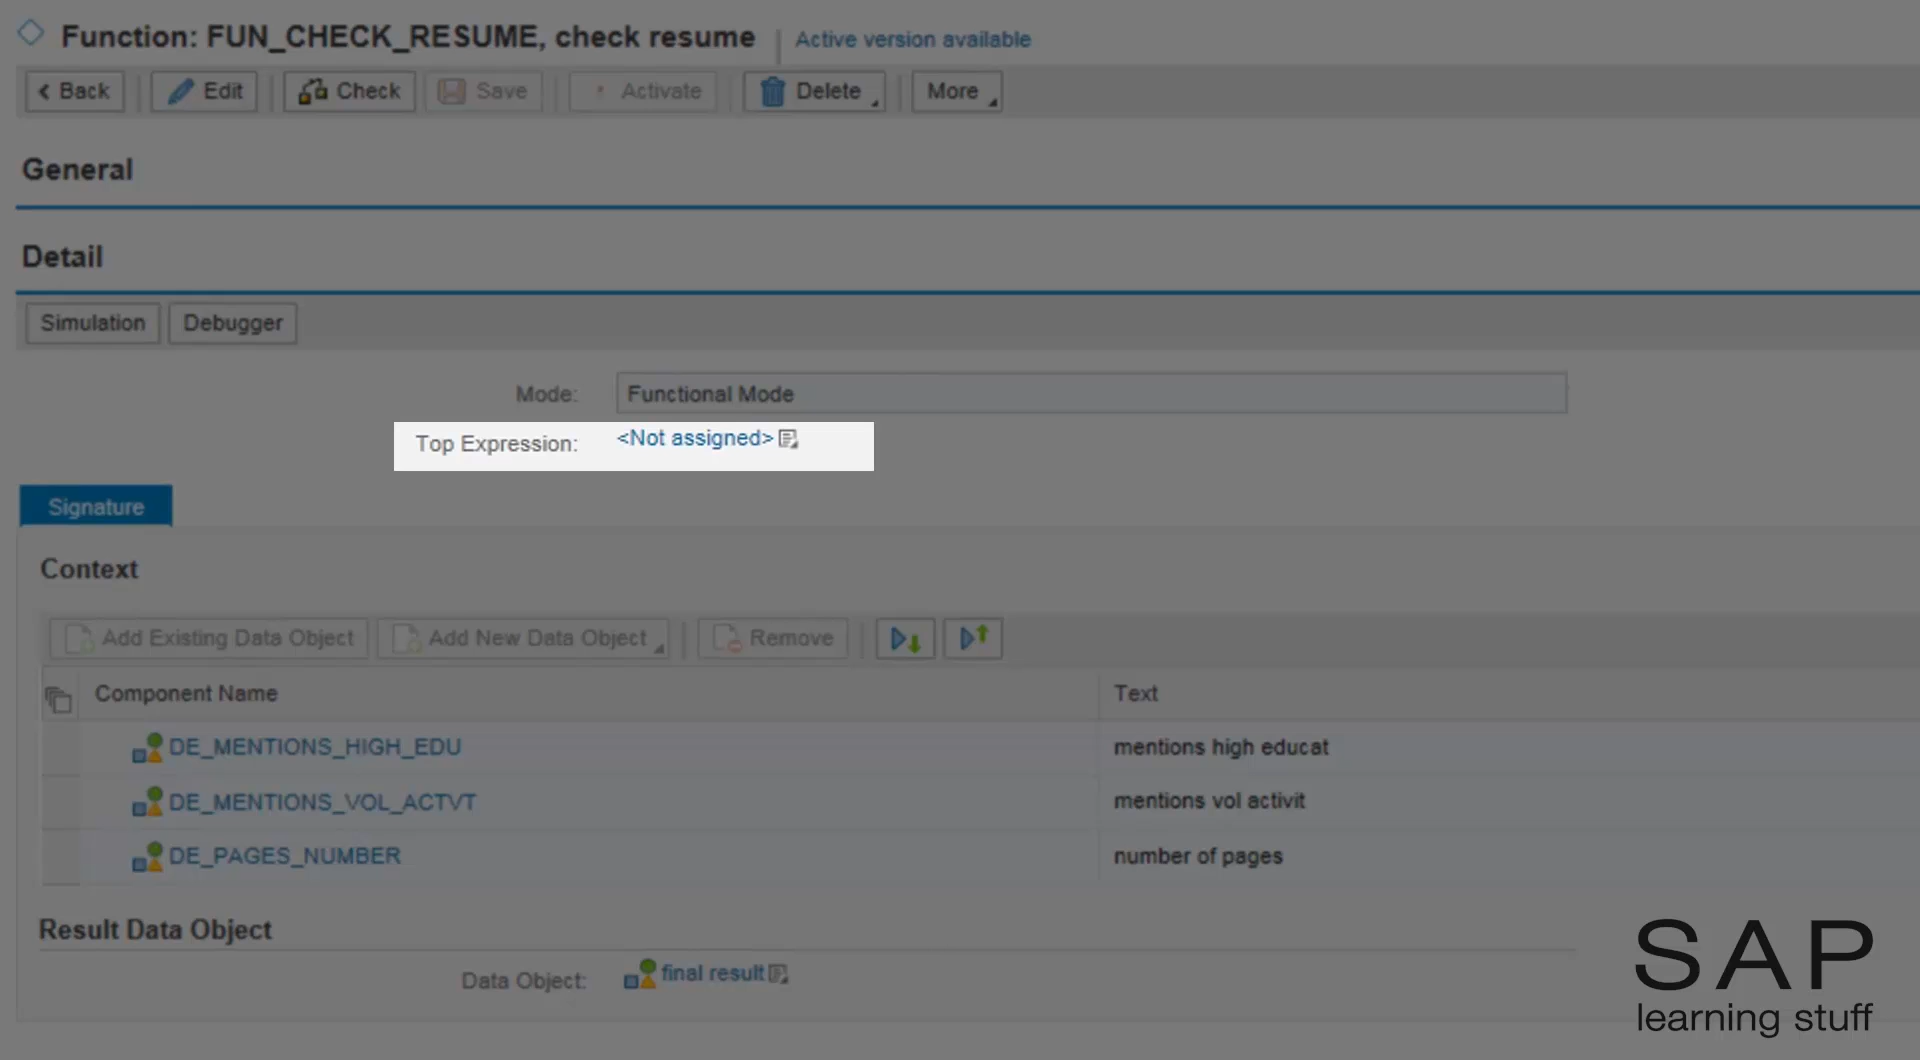 Function: FUN_CHECK_RESUME, check resume Active version available
Back Edit Check Save Activate Delete More
General
Detail
Simulation Debugger
Mode: Functional Mode
Top Expression: <Not assigned>
Signature
Context
Add Existing Data Object Add New Data Object Remove
Component Name Text
DE_MENTIONS_HIGH_EDU mentions high educat
DE_MENTIONS_VOL_ACTVT mentions vol activit
DE_PAGES_NUMBER number of pages
Result Data Object
Data Object: final result
SAP
learning stuff